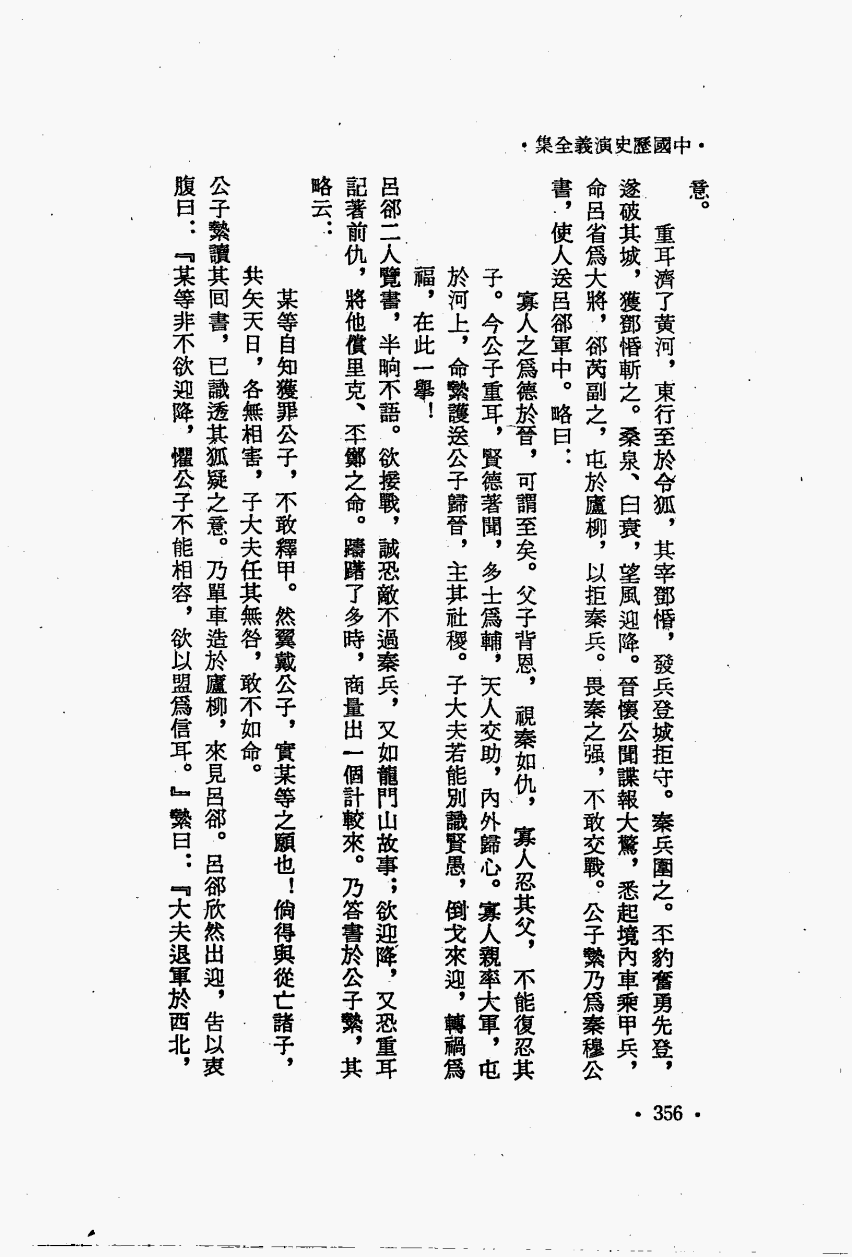 ・中國歷史演義全集・
意。
重耳濟了黃河，東行至於令狐，其宰鄧惛，發兵登城拒守。秦兵圍之。丕豹奮勇先登，
遂破其城，獲鄧惛斬之。桑泉、臼衰，望風迎降。晉懷公聞諜報大驚，悉起境內車乘甲兵，
命呂省爲大將，郤芮副之，屯於廬柳，以拒秦兵。畏秦之强，不敢交戰。公子縶乃爲秦穆公
書，使人送呂郤軍中。略曰：
寡人之爲德於晉，可謂至矣。父子背恩，視秦如仇，寡人忍其父，不能復忍其
子。今公子重耳，賢德著聞，多士爲輔，天人交助，內外歸心。寡人親率大軍，屯
於河上，命縶護送公子歸晉，主其社稷。子大夫若能別識賢愚，倒戈來迎，轉禍爲
福，在此一舉！
呂郤二人覽書，半晌不語。欲接戰，誠恐敵不過秦兵，又如龍門山故事；欲迎降，又恐重耳
記著前仇，將他償里克、丕鄭之命。躊躇了多時，商量出一個計較來。乃答書於公子縶，其
略云：
某等自知獲罪公子，不敢釋甲。然翼戴公子，實某等之願也！倘得與從亡諸子，
共矢天日，各無相害，子大夫任其無咎，敢不如命。
公子縶讀其回書，已識透其狐疑之意。乃單車造於廬柳，來見呂郤。呂郤欣然出迎，告以衷
腹曰：『某等非不欲迎降，懼公子不能相容，欲以盟爲信耳。』縶曰：『大夫退軍於西北，
・356・